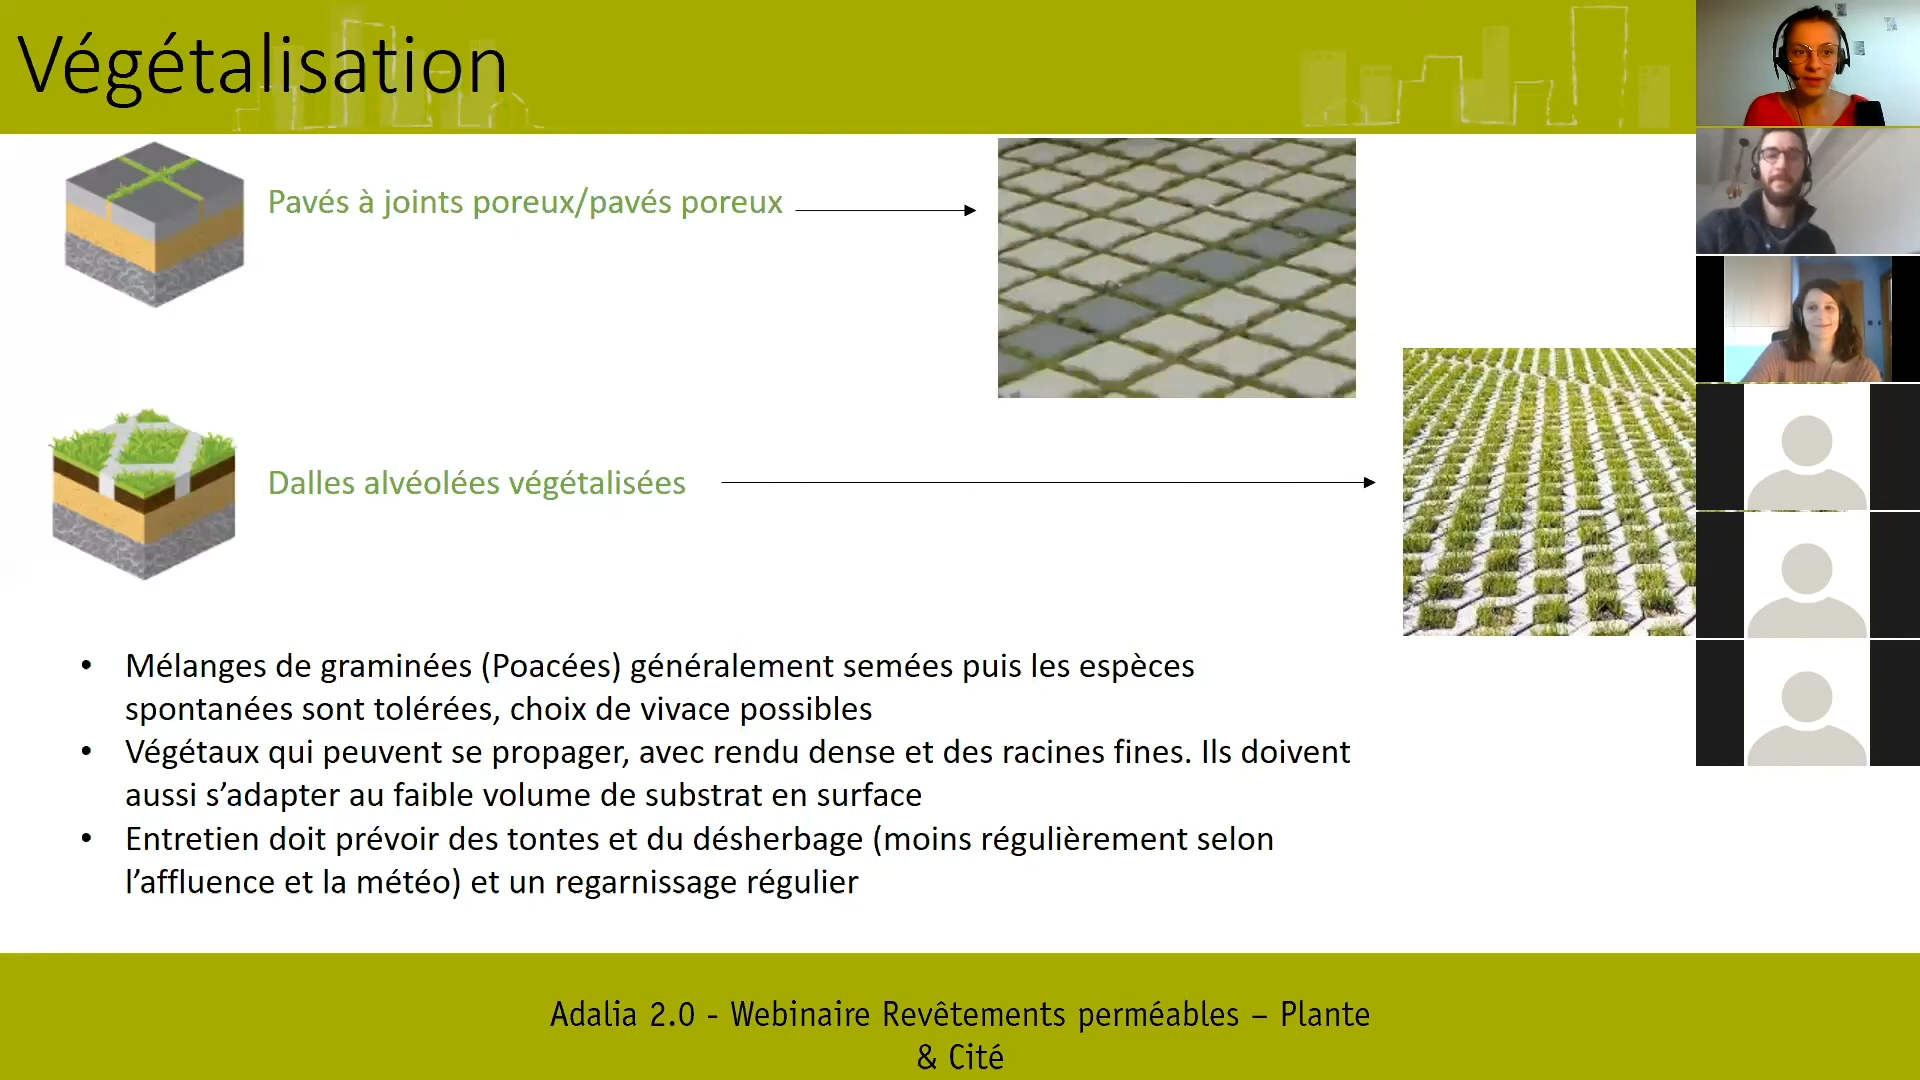 Végétalisation
Pavés à joints poreux/pavés poreux
Dalles alvéolées végétalisées
• Mélanges de graminées (Poacées) généralement semées puis les espèces
spontanées sont tolérées, choix de vivace possibles
• Végétaux qui peuvent se propager, avec rendu dense et des racines fines. Ils doivent
aussi s’adapter au faible volume de substrat en surface
• Entretien doit prévoir des tontes et du désherbage (moins régulièrement selon
l’affluence et la météo) et un regarnissage régulier
Adalia 2.0 - Webinaire Revêtements perméables – Plante
& Cité